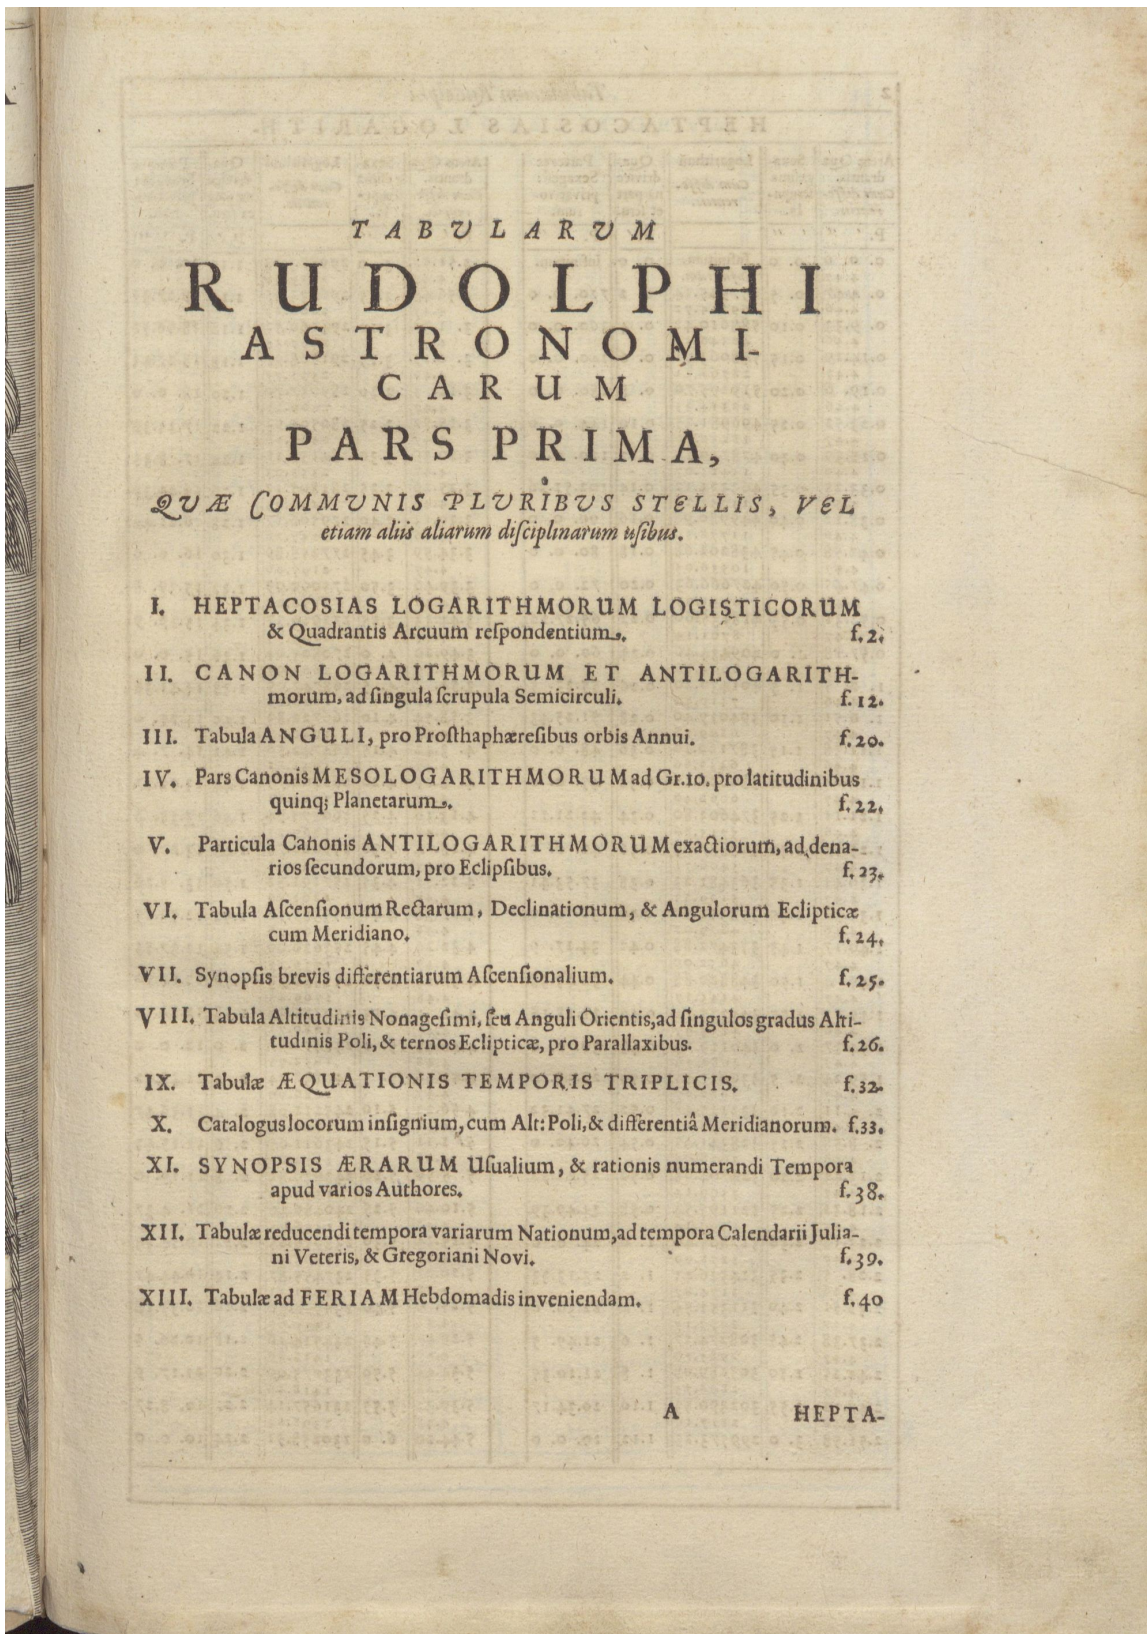 TABVLARVM
RUDOLPHI
ASTRONOMI-
CARUM
PARS PRIMA,
QVÆ COMMVNIS PLVRIBVS STELLIS, VEL
etiam aliis aliarum disciplinarum usibus.
I. HEPTACOSIAS LOGARITHMORUM LOGISTICORUM
& Quadrantis Arcuum respondentium. f. 2.
II. CANON LOGARITHMORUM ET ANTILOGARITH-
morum, ad singula scrupula Semicirculi. f. 12.
III. Tabula ANGULI, pro Prosthaphæresibus orbis Annui. f. 20.
IV. Pars Canonis MESOLOGARITHMORUM ad Gr. 10. pro latitudinibus
quinq; Planetarum. f. 22.
V. Particula Canonis ANTILOGARITHMORUM exactiorum, ad dena-
rios secundorum, pro Eclipsibus. f. 23.
VI. Tabula Ascensionum Rectarum, Declinationum, & Angulorum Eclipticæ
cum Meridiano. f. 24.
VII. Synopsis brevis differentiarum Ascensionalium. f. 25.
VIII. Tabula Altitudinis Nonagesimi, seu Anguli Orientis, ad singulos gradus Alti-
tudinis Poli, & ternos Eclipticæ, pro Parallaxibus. f. 26.
IX. Tabulæ ÆQUATIONIS TEMPORIS TRIPLICIS. f. 32.
X. Catalogus locorum insignium, cum Alt: Poli, & differentiâ Meridianorum. f. 33.
XI. SYNOPSIS ÆRARUM Usualium, & rationis numerandi Tempora
apud varios Authores. f. 38.
XII. Tabulæ reducendi tempora variarum Nationum, ad tempora Calendarii Julia-
ni Veteris, & Gregoriani Novi. f. 39.
XIII. Tabulæ ad FERIAM Hebdomadis inveniendam. f. 40
A HEPTA-